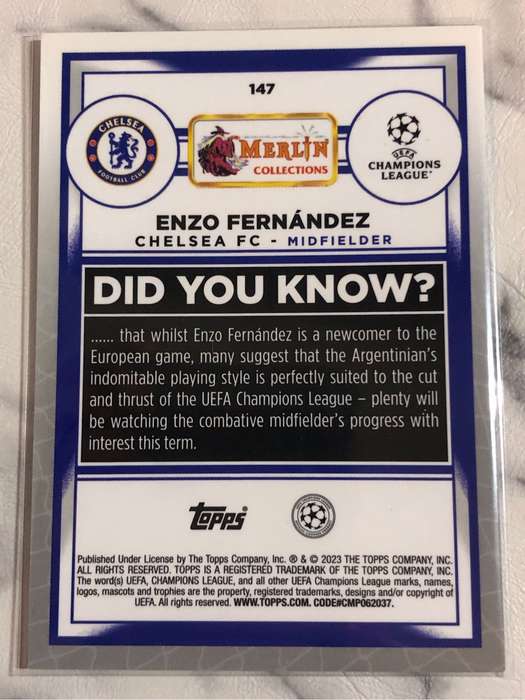 147
CHELSEA
FOOTBALL CLUB
MERLIN
COLLECTIONS
UEFA
CHAMPIONS
LEAGUE
ENZO FERNÁNDEZ
CHELSEA FC - MIDFIELDER
DID YOU KNOW?
...... that whilst Enzo Fernández is a newcomer to the
European game, many suggest that the Argentinian's
indomitable playing style is perfectly suited to the cut
and thrust of the UEFA Champions League – plenty will
be watching the combative midfielder's progress with
interest this term.
topps
Published Under License by The Topps Company, Inc. ® & © 2023 THE TOPPS COMPANY, INC.
ALL RIGHTS RESERVED. TOPPS IS A REGISTERED TRADEMARK OF THE TOPPS COMPANY, INC.
The word(s) UEFA, CHAMPIONS LEAGUE, and all other UEFA Champions League marks, names,
logos, mascots and trophies are the property, registered trademarks, designs and/or copyright of
UEFA. All rights reserved. WWW.TOPPS.COM. CODE#CMP062037.